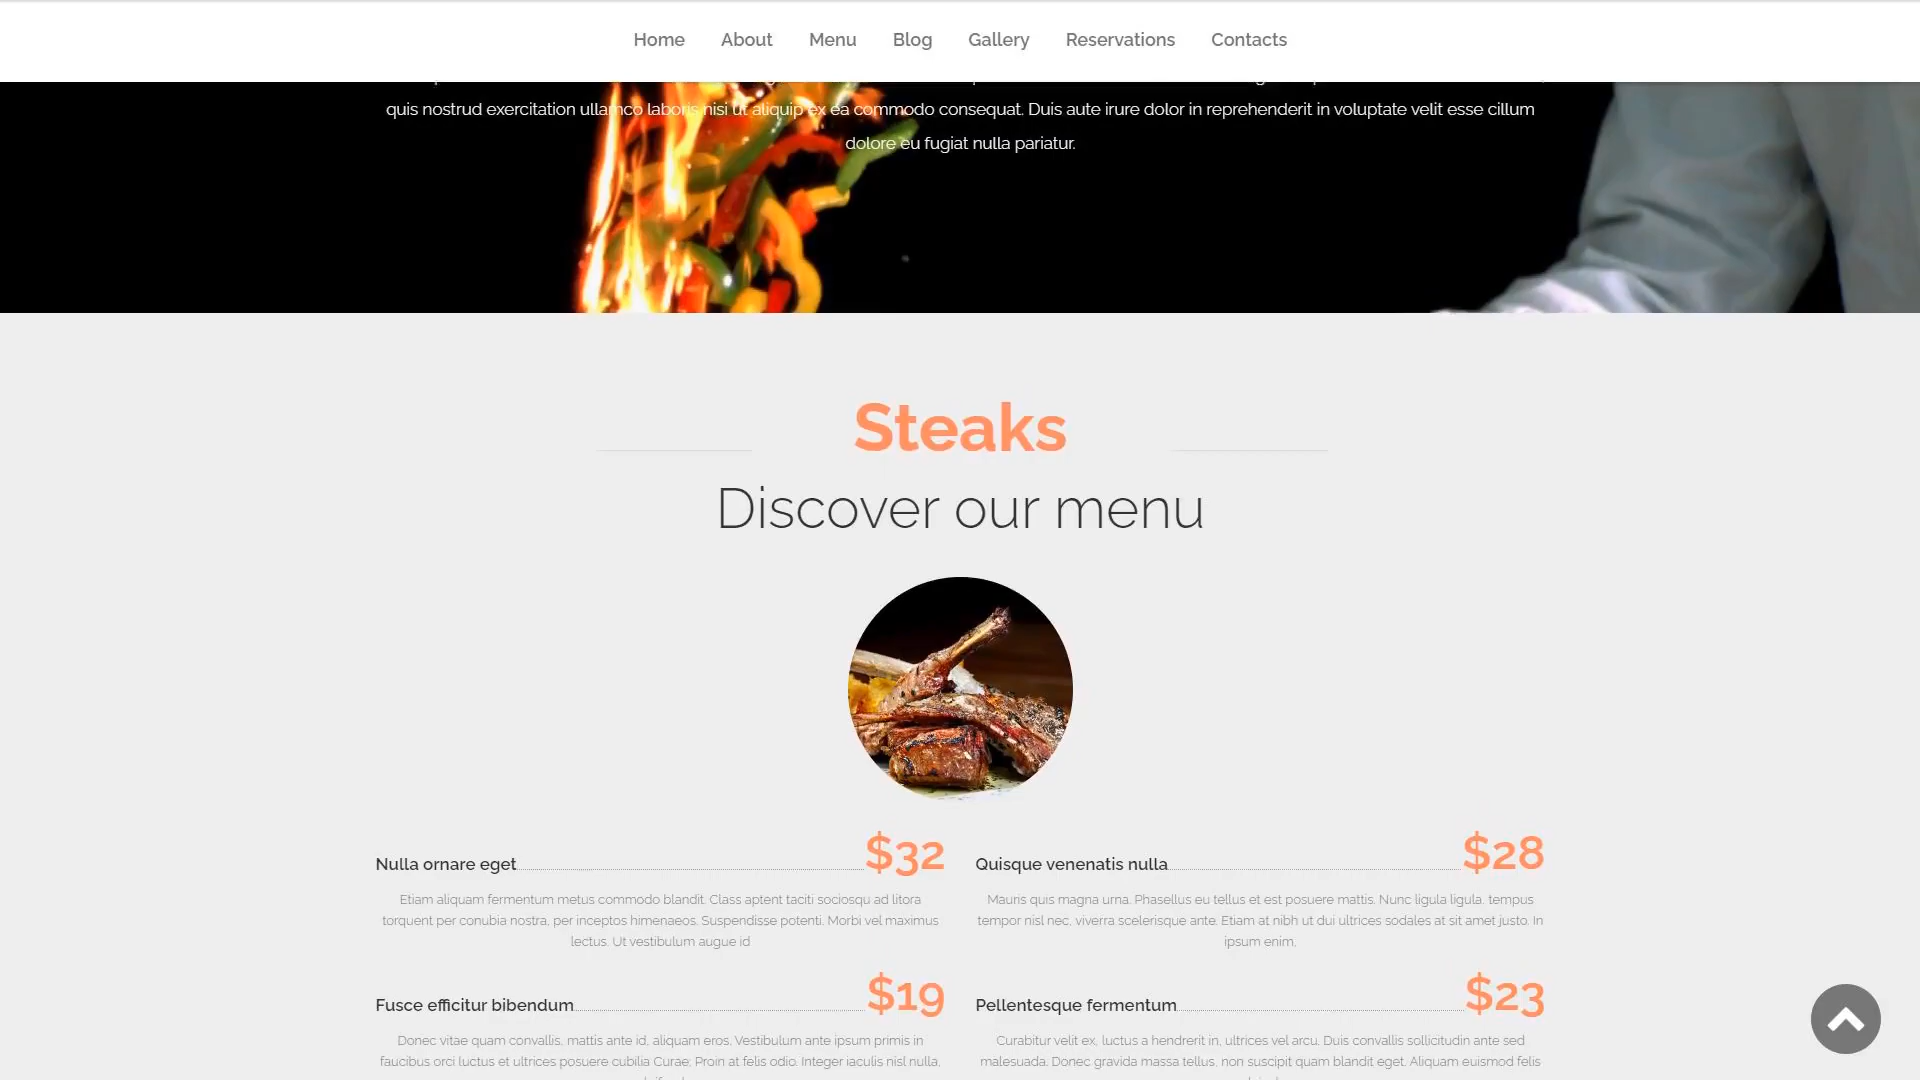 Home About Menu Blog Gallery Reservations Contacts
quis nostrud exercitation ullamco laboris nisi ut aliquip ex ea commodo consequat. Duis aute irure dolor in reprehenderit in voluptate velit esse cillum
dolore eu fugiat nulla pariatur.
Steaks
Discover our menu
Nulla ornare eget $32
Etiam aliquam fermentum metus commodo blandit. Class aptent taciti sociosqu ad litora
torquent per conubia nostra, per inceptos himenaeos. Suspendisse potenti. Morbi vel maximus
lectus. Ut vestibulum augue id
Quisque venenatis nulla $28
Mauris quis magna urna. Phasellus eu tellus et est posuere mattis. Nunc ligula ligula, tempus
tempor nisl nec, viverra scelerisque ante. Etiam at nibh ut dui ultrices sodales at sit amet justo. In
ipsum enim,
Fusce efficitur bibendum $19
Donec vitae quam convallis, mattis ante id, aliquam eros. Vestibulum ante ipsum primis in
faucibus orci luctus et ultrices posuere cubilia Curae; Proin at felis odio. Integer iaculis nisl nulla,
Pellentesque fermentum $23
Curabitur velit ex, luctus a hendrerit in, ultrices vel arcu. Duis convallis sollicitudin ante sed
malesuada. Donec gravida massa tellus, non suscipit quam blandit eget. Aliquam euismod felis